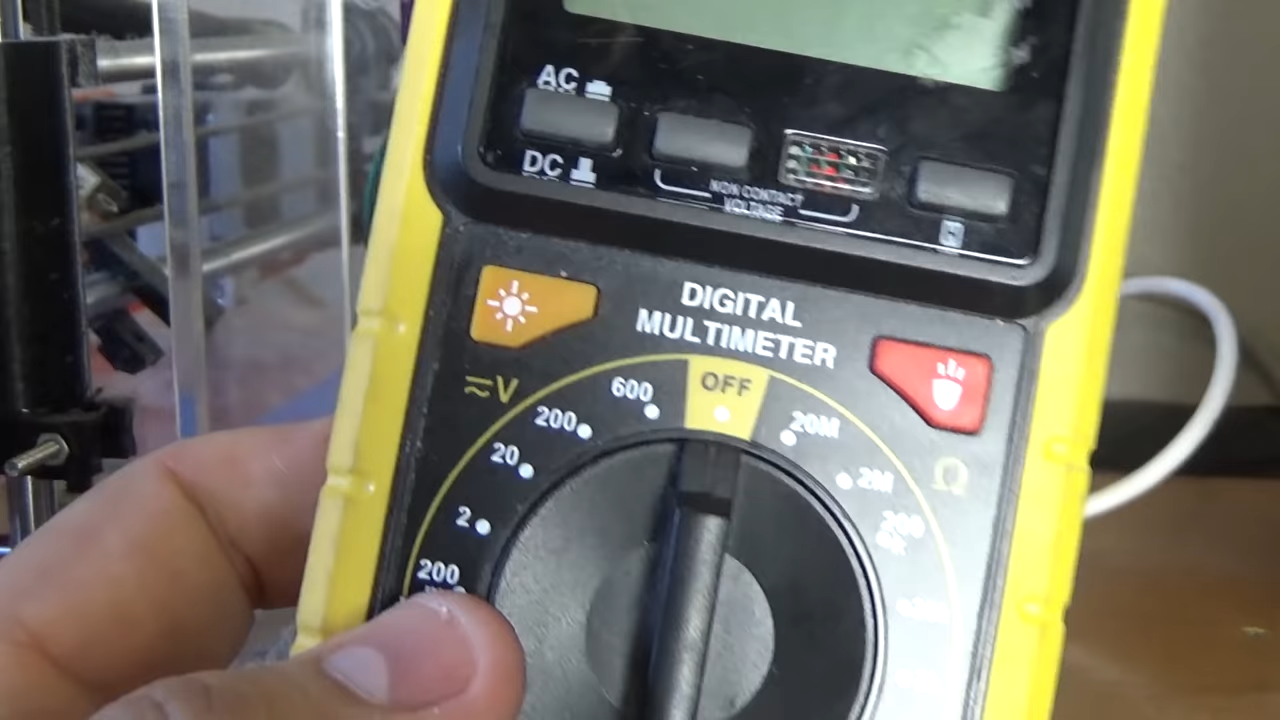 AC
DC
NON CONTACT
VOLTAGE
H
DIGITAL
MULTIMETER
OFF
V
600
200
20
2
200
20M
2M
200
Ω